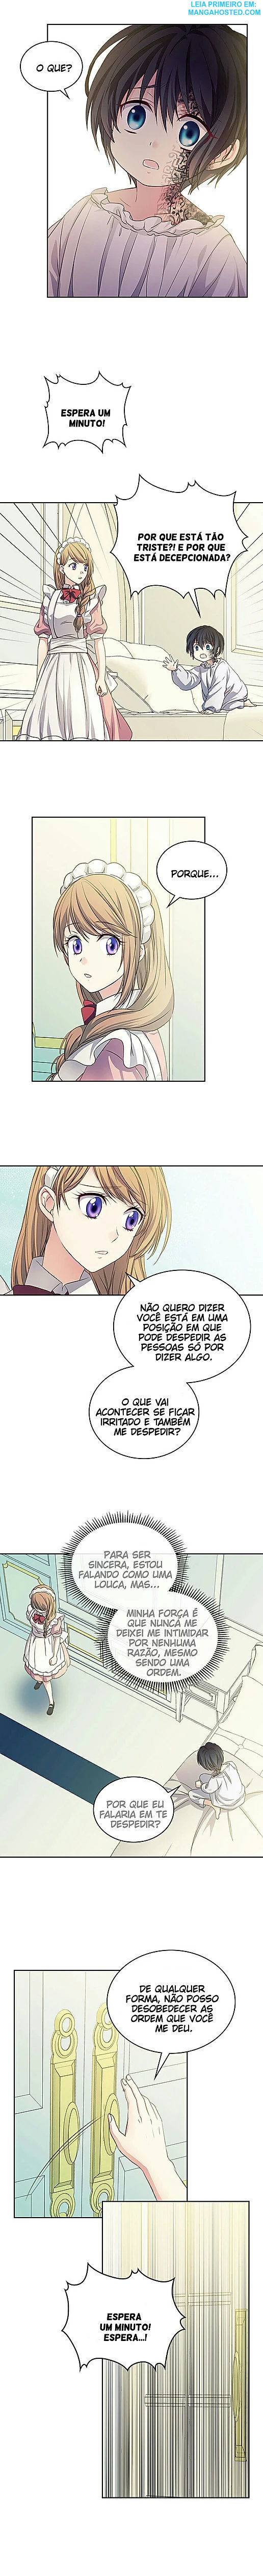 LEIA PRIMEIRO EM:
MANGAHOSTED.COM
O QUE?
ESPERA UM
MINUTO!
POR QUE ESTÁ TÃO
TRISTE?! E POR QUE
ESTÁ DECEPCIONADA?
PORQUE...
NÃO QUERO DIZER
VOCÊ ESTÁ EM UMA
POSIÇÃO EM QUE
PODE DESPEDIR AS
PESSOAS SÓ POR
DIZER ALGO.
O QUE VAI
ACONTECER SE FICAR
IRRITADO E TAMBÉM
ME DESPEDIR?
PARA SER
SINCERA, ESTOU
FALANDO COMO UMA
LOUCA, MAS...
MINHA FORÇA É
QUE NUNCA ME
DEIXEI ME INTIMIDAR
POR NENHUMA
RAZÃO, MESMO
SENDO UMA
ORDEM.
POR QUE EU
FALARIA EM TE
DESPEDIR?
DE QUALQUER
FORMA, NÃO POSSO
DESOBEDECER AS
ORDEM QUE VOCÊ
ME DEU.
ESPERA
UM MINUTO!
ESPERA...!